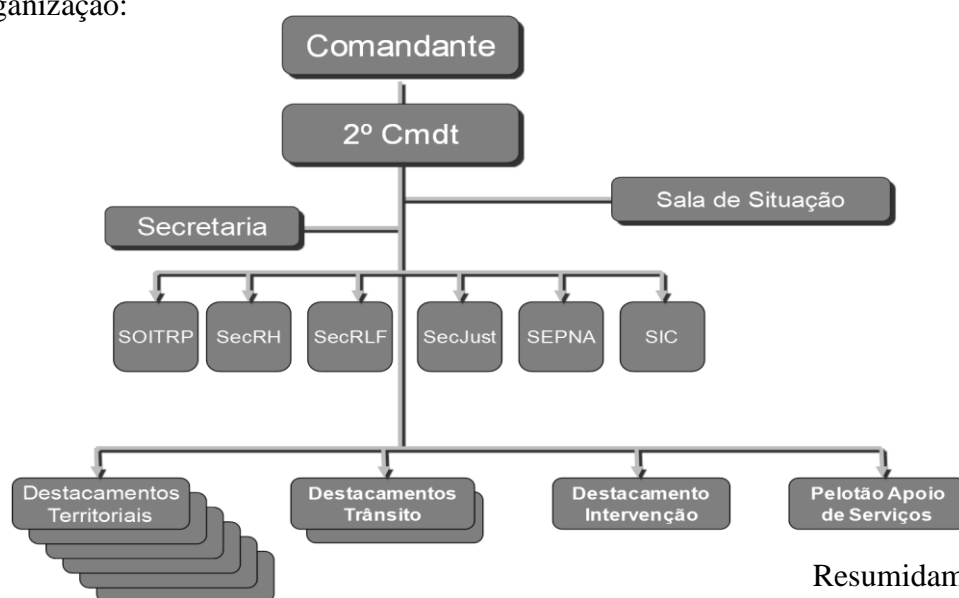 ganização:
Comandante
2º Cmdt
Sala de Situação
Secretaria
SOITRP
SecRH
SecRLF
SecJust
SEPNA
SIC
Destacamentos
Territoriais
Destacamentos
Trânsito
Destacamento
Intervenção
Pelotão Apoio
de Serviços
Resumidam